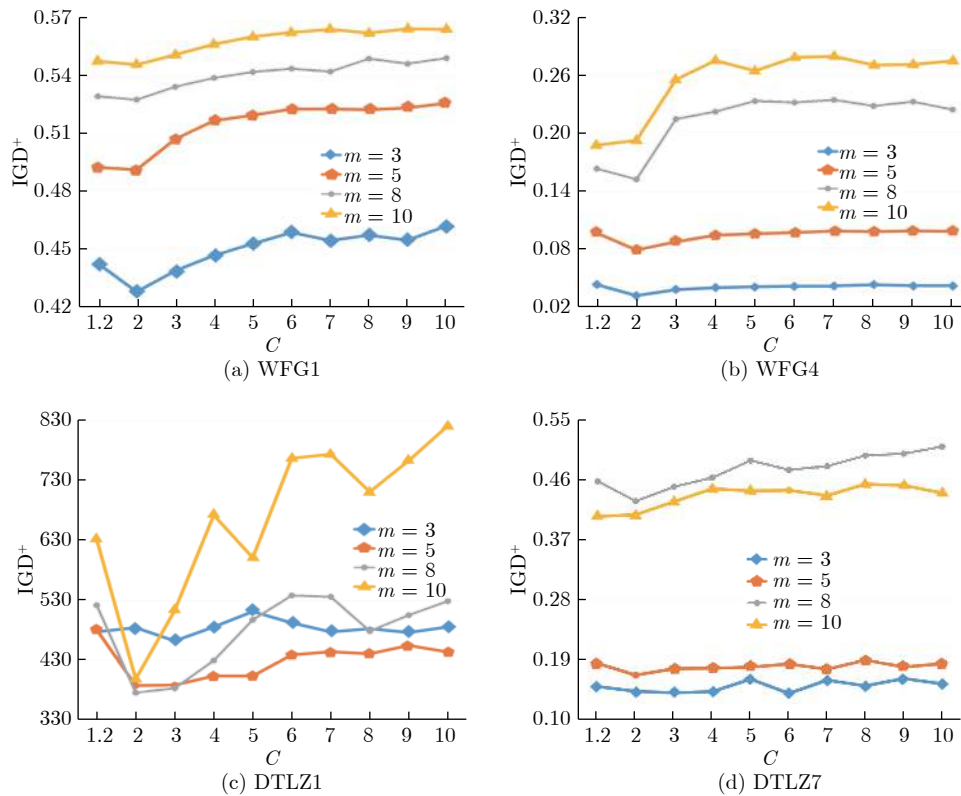 0.57
0.54
0.51
0.48
0.45
0.42
IGD+
m = 3
m = 5
m = 8
m = 10
1.2 2 3 4 5 6 7 8 9 10
C
(a) WFG1
0.32
0.26
0.20
0.14
0.08
0.02
IGD+
m = 3
m = 5
m = 8
m = 10
1.2 2 3 4 5 6 7 8 9 10
C
(b) WFG4
830
730
630
530
430
330
IGD+
m = 3
m = 5
m = 8
m = 10
1.2 2 3 4 5 6 7 8 9 10
C
(c) DTLZ1
0.55
0.46
0.37
0.28
0.19
0.10
IGD+
m = 3
m = 5
m = 8
m = 10
1.2 2 3 4 5 6 7 8 9 10
C
(d) DTLZ7